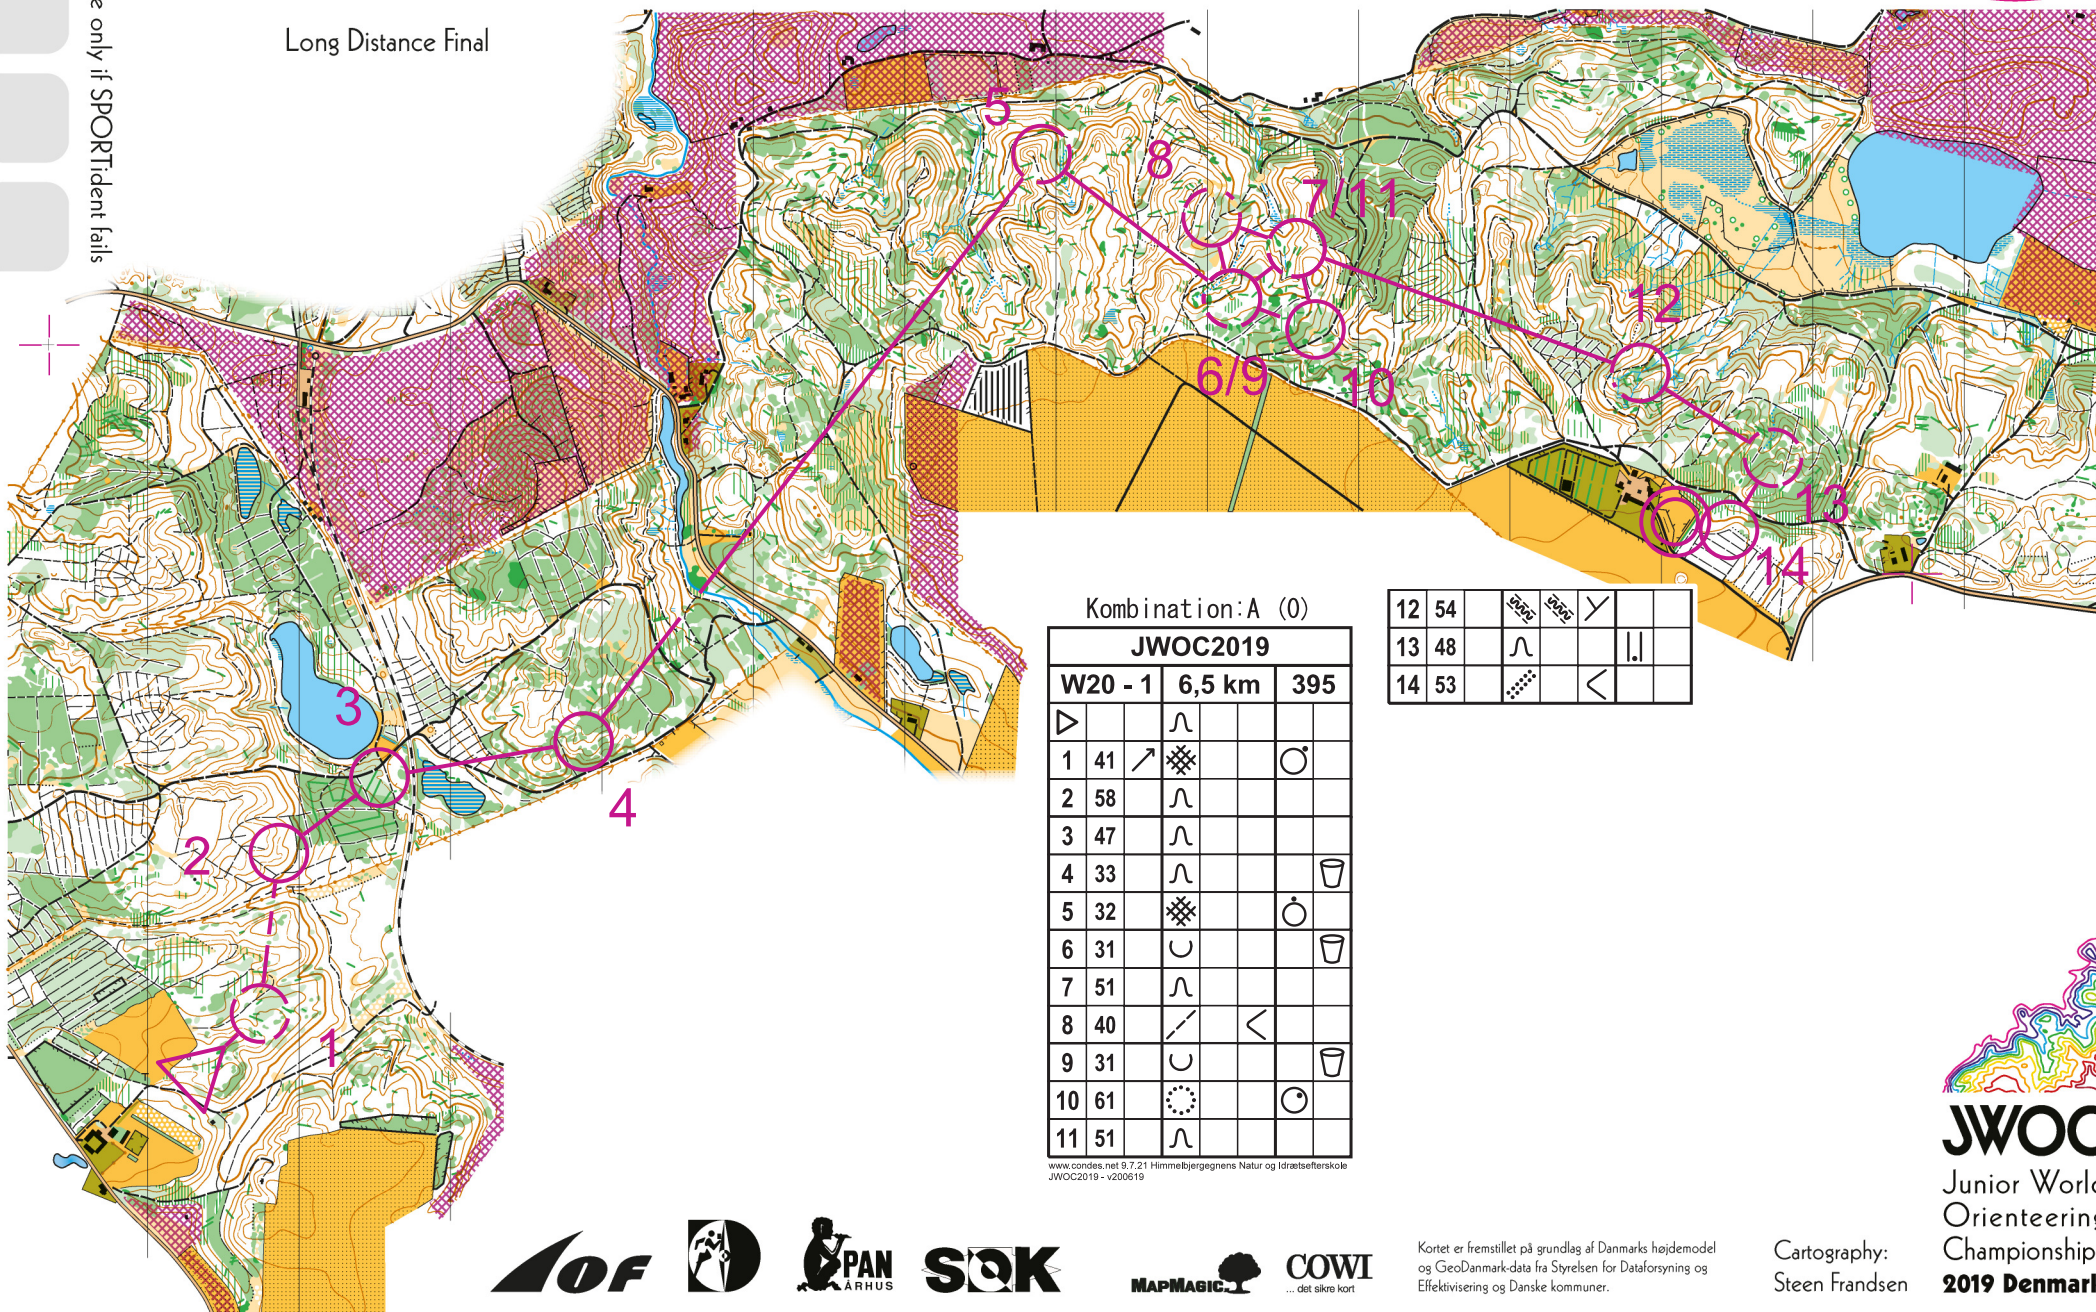 e only if SPORTident fails
Long Distance Final
5
8
7/11
12
6/9
10
13
14
3
4
2
1
Kombination:A (0)
JWOC2019
W20 - 1 6,5 km 395
1 41
2 58
3 47
4 33
5 32
6 31
7 51
8 40
9 31
10 61
11 51
12 54
13 48
14 53
www.condes.net 9.7.21 Himmelbjergegnens Natur og Idrætsefterskole
JWOC2019 - v200619
IOF
PAN
ÅRHUS
SOK
MAPMAGIC
COWI
... det sikre kort
Kortet er fremstillet på grundlag af Danmarks højdemodel
og GeoDanmark-data fra Styrelsen for Dataforsyning og
Effektivisering og Danske kommuner.
Cartography:
Steen Frandsen
JWOC
Junior World
Orienteering
Championship
2019 Denmark